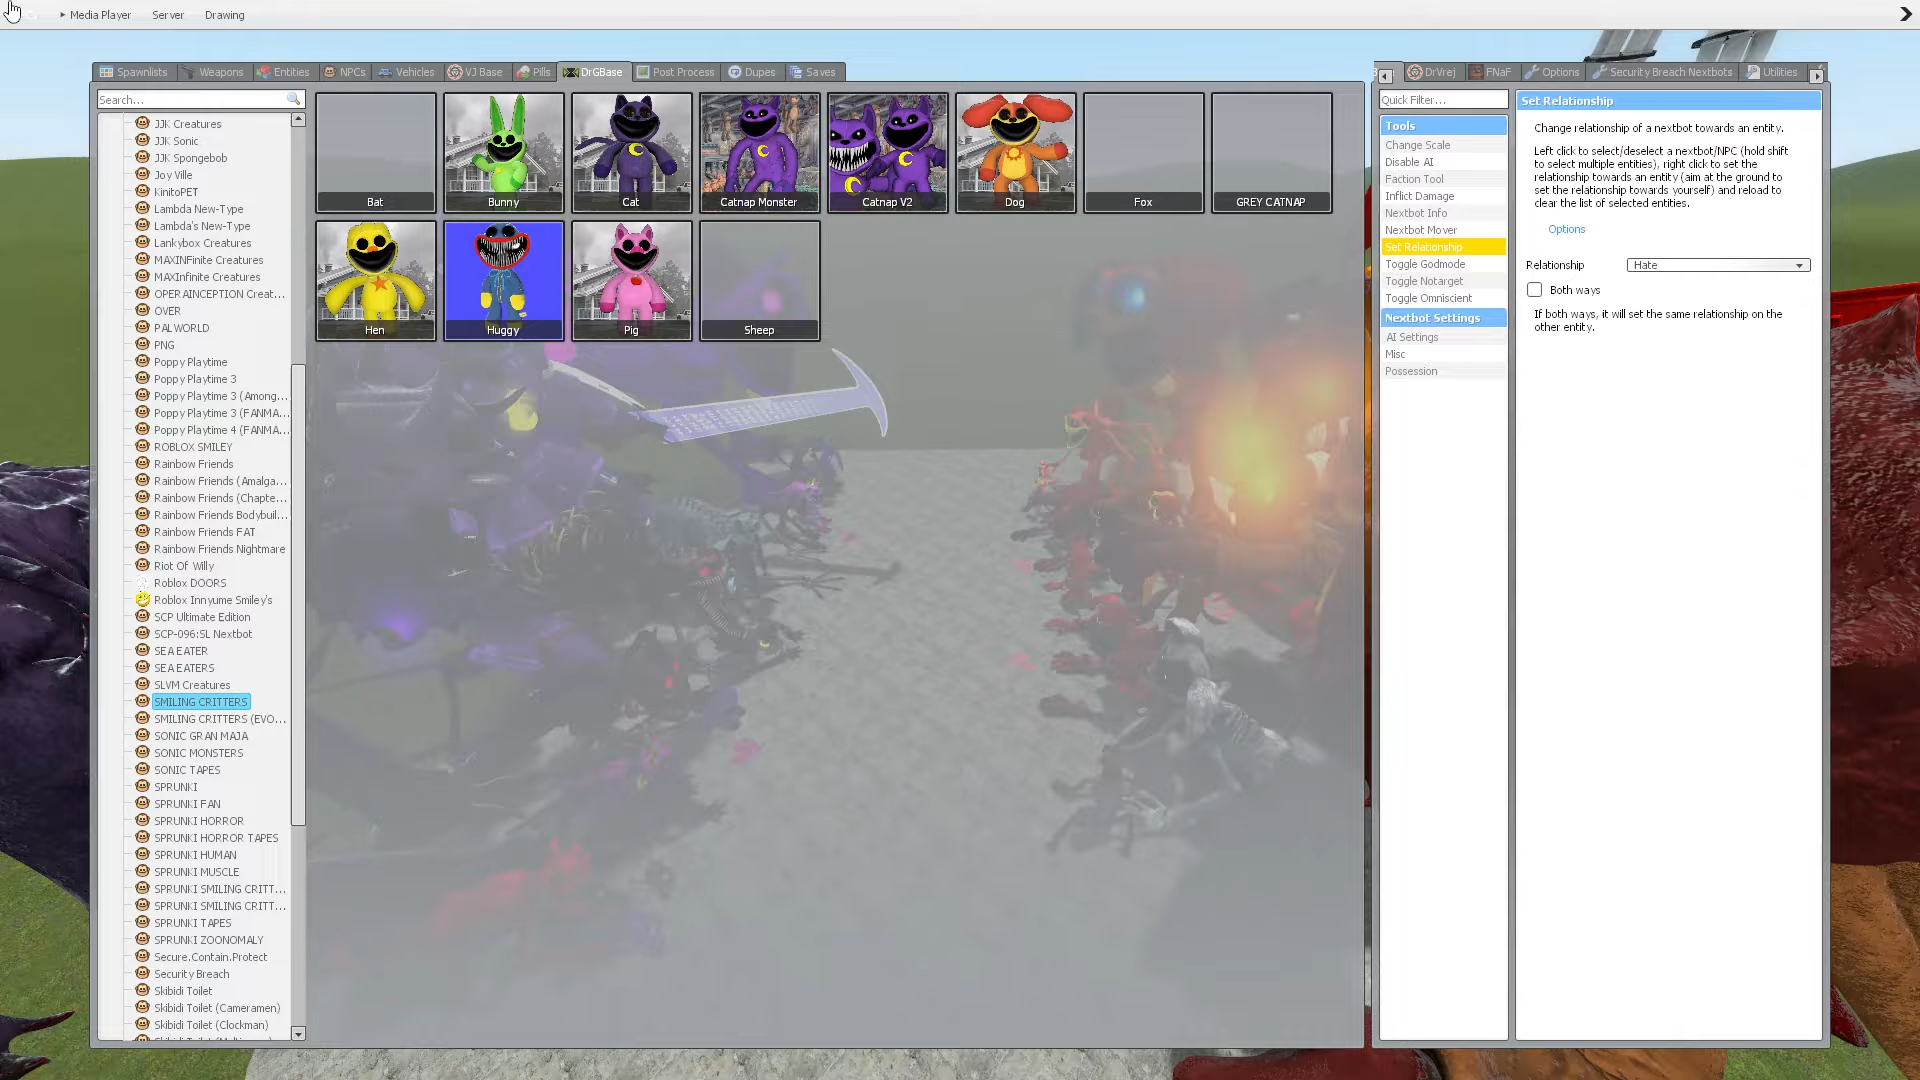 Media Player Server Drawing
Spawnlists Weapons Entities NPCs Vehicles VJ Base Pills DrGBase Post Process Dupes Saves
Search...
JJK Creatures
JJK Sonic
JJK Spongebob
Joy Ville
KinitoPET
Lambda New-Type
Lambda's New-Type
Lankybox Creatures
MAXINFinite Creatures
MAXInfinite Creatures
OPERAINCEPTION Creat...
OVER
PALWORLD
PNG
Poppy Playtime
Poppy Playtime 3
Poppy Playtime 3 (Among...
Poppy Playtime 3 (FANMA...
Poppy Playtime 4 (FANMA...
ROBLOX SMILEY
Rainbow Friends
Rainbow Friends (Amalga...
Rainbow Friends (Chapte...
Rainbow Friends Bodybuil...
Rainbow Friends FAT
Rainbow Friends Nightmare
Riot Of Willy
Roblox DOORS
Roblox Innyume Smiley's
SCP Ultimate Edition
SCP-096:SL Nextbot
SEA EATER
SEA EATERS
SLVM Creatures
SMILING CRITTERS
SMILING CRITTERS (EVO...
SONIC GRAN MAJA
SONIC MONSTERS
SONIC TAPES
SPRUNKI
SPRUNKI FAN
SPRUNKI HORROR
SPRUNKI HORROR TAPES
SPRUNKI HUMAN
SPRUNKI MUSCLE
SPRUNKI SMILING CRITT...
SPRUNKI SMILING CRITT...
SPRUNKI TAPES
SPRUNKI ZOONOMALY
Secure.Contain.Protect
Security Breach
Skibidi Toilet
Skibidi Toilet (Cameramen)
Skibidi Toilet (Clockman)
Bat Bunny Cat Catnap Monster Catnap V2 Dog Fox GREY CATNAP
Hen Huggy Pig Sheep
DrVrej FNaF Options Security Breach Nextbots Utilities
Quick Filter...
Tools
Change Scale
Disable AI
Faction Tool
Inflict Damage
Nextbot Info
Nextbot Mover
Set Relationship
Toggle Godmode
Toggle Notarget
Toggle Omniscient
Nextbot Settings
AI Settings
Misc
Possession
Set Relationship
Change relationship of a nextbot towards an entity.
Left click to select/deselect a nextbot/NPC (hold shift
to select multiple entities), right click to set the
relationship towards an entity (aim at the ground to
set the relationship towards yourself) and reload to
clear the list of selected entities.
Options
Relationship Hate
Both ways
If both ways, it will set the same relationship on the
other entity.